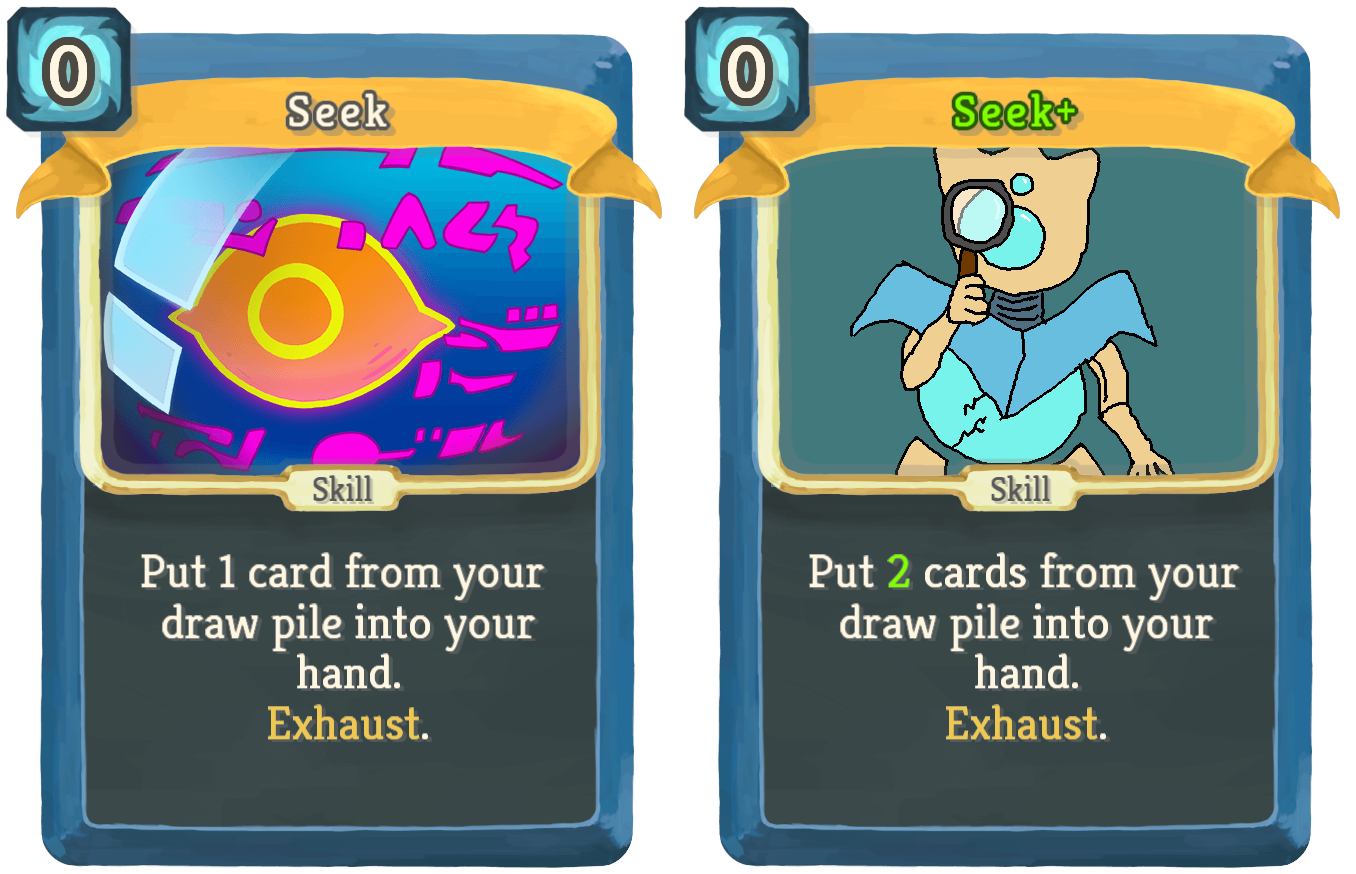 0
Seek
Skill
Put 1 card from your
draw pile into your
hand.
Exhaust.
0
Seek+
Skill
Put 2 cards from your
draw pile into your
hand.
Exhaust.